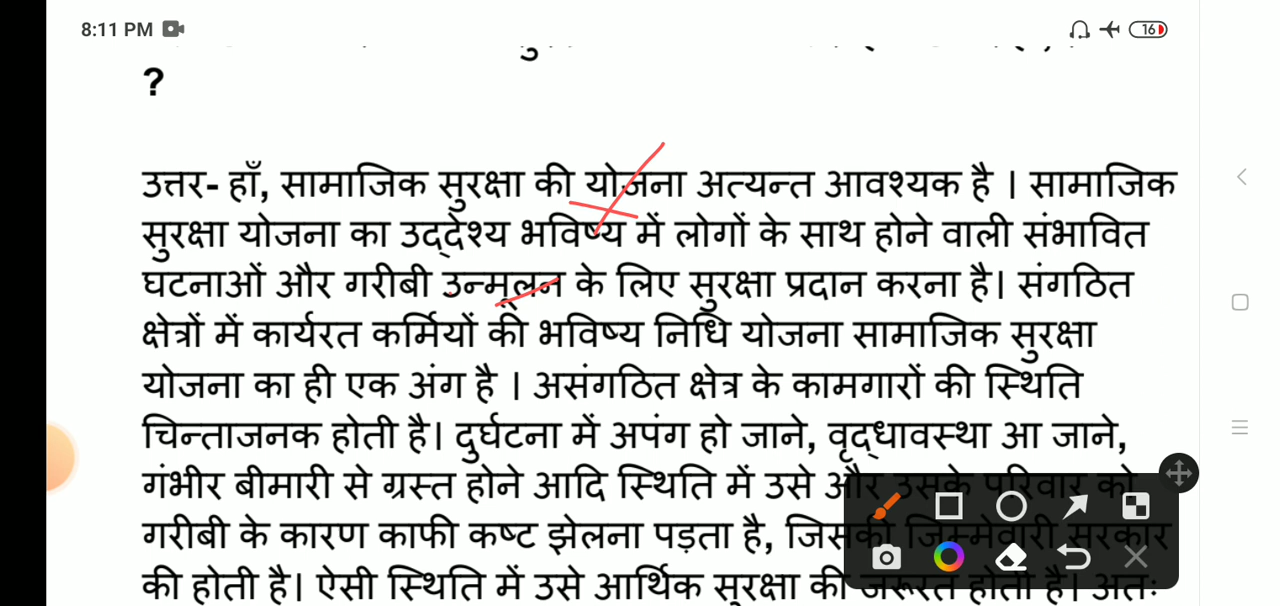 8:11 PM
16
?
उत्तर- हाँ, सामाजिक सुरक्षा की योजना अत्यन्त आवश्यक है । सामाजिक
सुरक्षा योजना का उद्देश्य भविष्य में लोगों के साथ होने वाली संभावित
घटनाओं और गरीबी उन्मूलन के लिए सुरक्षा प्रदान करना है। संगठित
क्षेत्रों में कार्यरत कर्मियों की भविष्य निधि योजना सामाजिक सुरक्षा
योजना का ही एक अंग है । असंगठित क्षेत्र के कामगारों की स्थिति
चिन्ताजनक होती है। दुर्घटना में अपंग हो जाने, वृद्धावस्था आ जाने,
गंभीर बीमारी से ग्रस्त होने आदि स्थिति में उसे और उसके परिवार को
गरीबी के कारण काफी कष्ट झेलना पड़ता है, जिसकी जिम्मेवारी सरकार
की होती है। ऐसी स्थिति में उसे आर्थिक सुरक्षा की जरूरत होती है। अतः